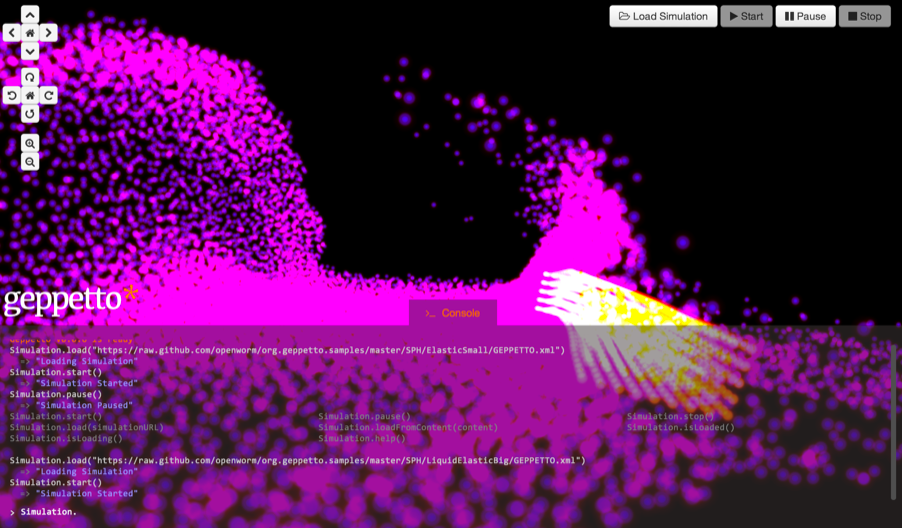 Load Simulation Start Pause Stop
geppetto*
>_ Console
Simulation.load("https://raw.github.com/openworm/org.geppetto.samples/master/SPH/ElasticSmall/GEPPETTO.xml")
=> "Loading Simulation"
Simulation.start()
=> "Simulation Started"
Simulation.pause()
=> "Simulation Paused"
Simulation.start() Simulation.pause() Simulation.stop()
Simulation.load(simulationURL) Simulation.loadFromContent(content) Simulation.isLoaded()
Simulation.isLoading() Simulation.help()
Simulation.load("https://raw.github.com/openworm/org.geppetto.samples/master/SPH/LiquidElasticBig/GEPPETTO.xml")
=> "Loading Simulation"
Simulation.start()
=> "Simulation Started"
> Simulation.